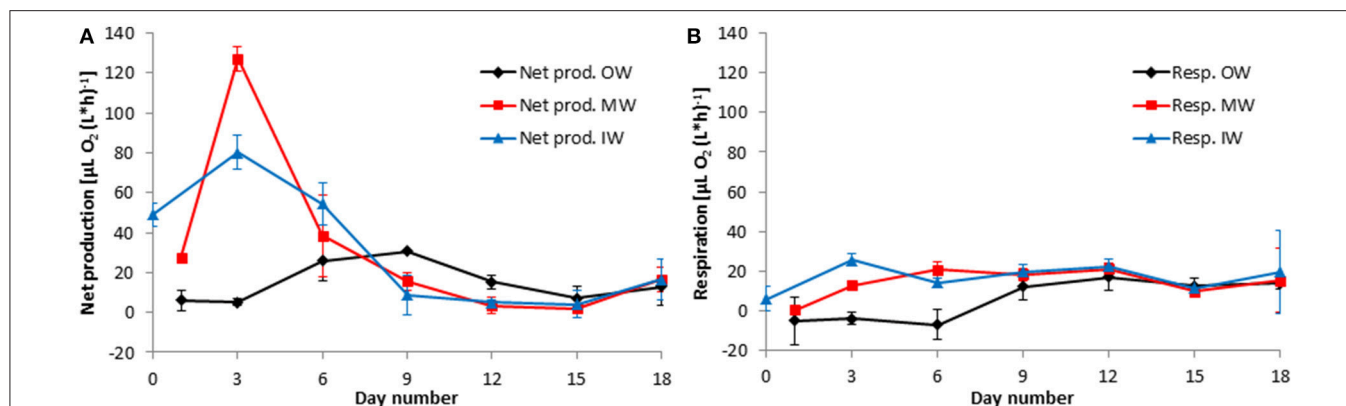 A
Net production [µL O₂ (L*h)⁻¹]
140
120
100
80
60
40
20
0
-20
Net prod. OW
Net prod. MW
Net prod. IW
0 3 6 9 12 15 18
Day number
B
Respiration [µL O₂ (L*h)⁻¹]
140
120
100
80
60
40
20
0
-20
Resp. OW
Resp. MW
Resp. IW
0 3 6 9 12 15 18
Day number